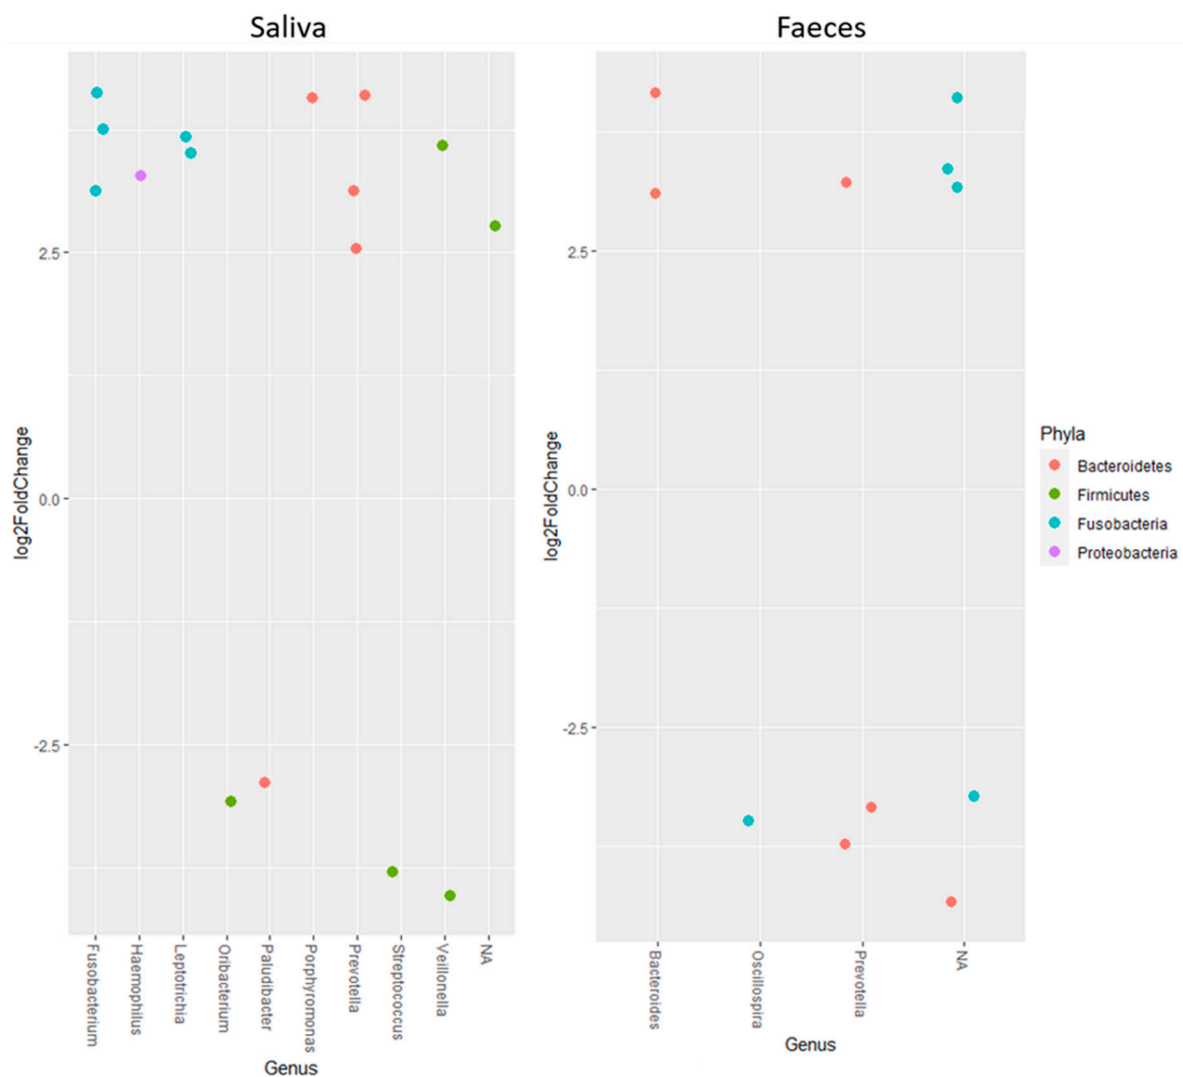 Saliva
Faeces
2.5
0.0
-2.5
log2FoldChange
Fusobacterium
Haemophilus
Leptotrichia
Oribacterium
Paludibacter
Porphyromonas
Prevotella
Streptococcus
Veillonella
NA
Genus
2.5
0.0
-2.5
log2FoldChange
Bacteroides
Oscillospira
Prevotella
NA
Genus
Phyla
Bacteroidetes
Firmicutes
Fusobacteria
Proteobacteria